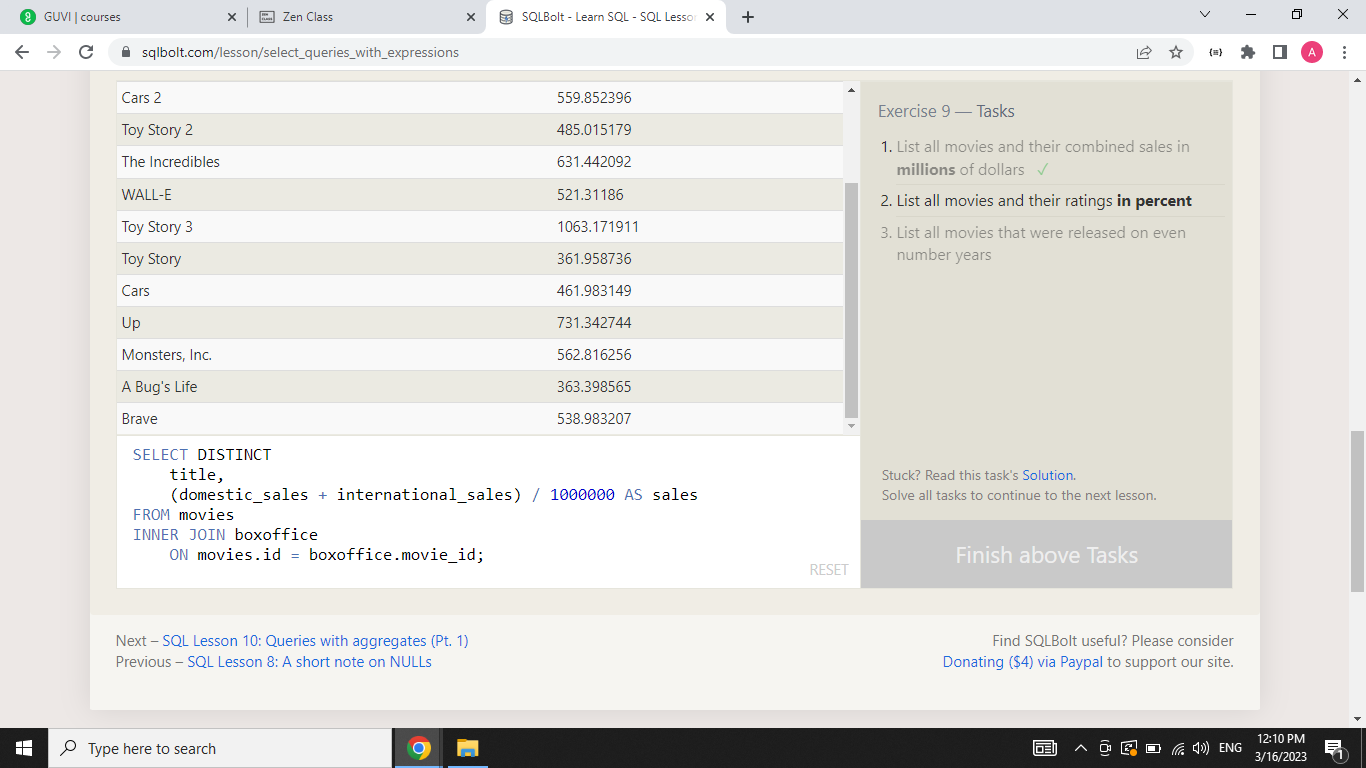 GUVI | courses
Zen Class
SQLBolt - Learn SQL - SQL Lesso
sqlbolt.com/lesson/select_queries_with_expressions
A
Cars 2 559.852396
Toy Story 2 485.015179
The Incredibles 631.442092
WALL-E 521.31186
Toy Story 3 1063.171911
Toy Story 361.958736
Cars 461.983149
Up 731.342744
Monsters, Inc. 562.816256
A Bug's Life 363.398565
Brave 538.983207
SELECT DISTINCT
title,
(domestic_sales + international_sales) / 1000000 AS sales
FROM movies
INNER JOIN boxoffice
ON movies.id = boxoffice.movie_id;
RESET
Exercise 9 — Tasks
1. List all movies and their combined sales in
millions of dollars ✓
2. List all movies and their ratings in percent
3. List all movies that were released on even
number years
Stuck? Read this task's Solution.
Solve all tasks to continue to the next lesson.
Finish above Tasks
Next – SQL Lesson 10: Queries with aggregates (Pt. 1)
Previous – SQL Lesson 8: A short note on NULLs
Find SQLBolt useful? Please consider
Donating ($4) via Paypal to support our site.
Type here to search
ENG
12:10 PM
3/16/2023
1